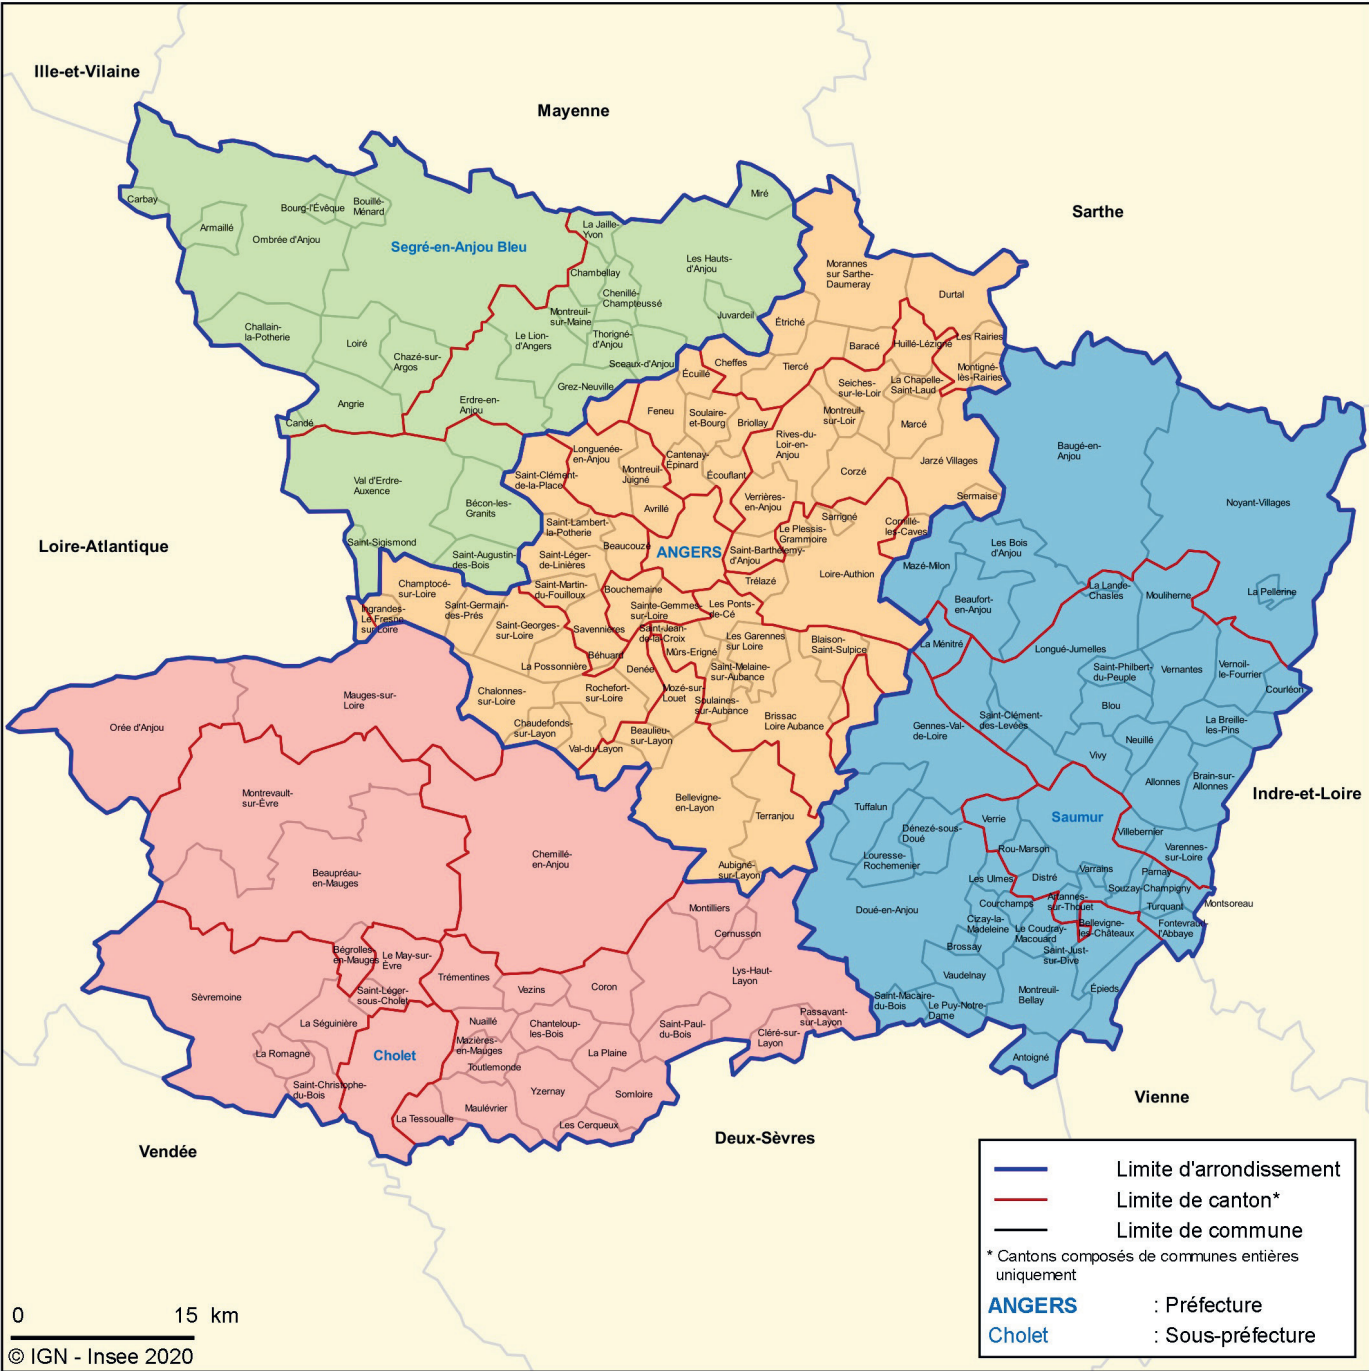 Ille-et-Vilaine
Mayenne
Sarthe
Carbay
Armaillé
Bourg-l'Évêque
Bouillé-
Ménard
Ombrée d'Anjou
Segré-en-Anjou Bleu
La Jaille-
Yvon
Miré
Chambellay
Les Hauts-
d'Anjou
Chenillé-
Champteussé
Juvardeil
Montreuil-
sur-Maine
Challain-
la-Potherie
Loiré
Chazé-sur-
Argos
Le Lion-
d'Angers
Thorigné-
d'Anjou
Sceaux-d'Anjou
Grez-Neuville
Angrie
Erdre-en-
Anjou
Candé
Val d'Erdre-
Auxence
Bécon-les-
Granits
Saint-Sigismond
Saint-Augustin-
des-Bois
Loire-Atlantique
Morannes
sur Sarthe-
Daumeray
Durtal
Étriché
Baracé
Huillé-Lézigné
Les Rairies
Montigné-
lès-Rairies
Cheffes
Écuillé
Tiercé
Seiches-
sur-le-Loir
La Chapelle-
Saint-Laud
Feneu
Soulaire-
et-Bourg
Briollay
Montreuil-
sur-Loir
Marcé
Rives-du-
Loir-en-
Anjou
Longuenée-
en-Anjou
Cantenay-
Épinard
Montreuil-
Juigné
Écouflant
Corzé
Jarzé Villages
Saint-Clément-
de-la-Place
Verrières-
en-Anjou
Sermaise
Avrillé
Sarrigné
Saint-Lambert-
la-Potherie
Le Plessis-
Grammoire
Cornillé-
les-Caves
Beaucouzé
ANGERS
Saint-Barthélemy-
d'Anjou
Saint-Léger-
de-Linières
Trélazé
Loire-Authion
Saint-Martin-
du-Fouilloux
Bouchemaine
Champtocé-
sur-Loire
Saint-Germain-
des-Prés
Ingrandes-
Le Fresne
sur Loire
Sainte-Gemmes-
sur-Loire
Les Ponts-
de-Cé
Saint-Georges-
sur-Loire
Savennières
Saint-Jean-
de-la-Croix
Les Garennes
sur Loire
Blaison-
Saint-Sulpice
Mûrs-Erigné
Béhuard
La Possonnière
Denée
Saint-Melaine-
sur-Aubance
Chalonnes-
sur-Loire
Rochefort-
sur-Loire
Mozé-sur-
Louet
Soulaines-
sur-Aubance
Brissac
Loire Aubance
Chaudefonds-
sur-Layon
Beaulieu-
sur-Layon
Val-du-Layon
Bellevigne-
en-Layon
Terranjou
Aubigné-
sur-Layon
Baugé-en-
Anjou
Noyant-Villages
Les Bois
d'Anjou
Mazé-Milon
Beaufort-
en-Anjou
La Lande-
Chasles
Mouliherne
La Pellerine
La Ménitré
Longué-Jumelles
Saint-Philbert-
du-Peuple
Vernantes
Vernoil-
le-Fourrier
Courléon
Blou
Saint-Clément-
des-Levées
La Breille-
les-Pins
Gennes-Val-
de-Loire
Neuillé
Vivy
Allonnes
Brain-sur-
Allonnes
Indre-et-Loire
Tuffalun
Verrie
Saumur
Dénezé-sous-
Doué
Villebernier
Louresse-
Rochemenier
Rou-Marson
Varennes-
sur-Loire
Les Ulmes
Distré
Varrains
Parnay
Souzay-Champigny
Turquant
Montsoreau
Courchamps
Artannes-
sur-Thouet
Doué-en-Anjou
Cizay-la-
Madeleine
Le Coudray-
Macouard
Bellevigne-
les-Châteaux
Fontevraud-
l'Abbaye
Brossay
Saint-Just-
sur-Dive
Vaudelnay
Montreuil-
Bellay
Épieds
Saint-Macaire-
du-Bois
Le Puy-Notre-
Dame
Antoigné
Orée d'Anjou
Mauges-sur-
Loire
Montrevault-
sur-Èvre
Beaupréau-
en-Mauges
Chemillé-
en-Anjou
Montilliers
Cernusson
Bégrolles-
en-Mauges
Le May-sur-
Èvre
Trémentines
Lys-Haut-
Layon
Sèvremoine
Saint-Léger-
sous-Cholet
Vezins
Coron
La Séguinière
Nuaillé
Chanteloup-
les-Bois
Saint-Paul-
du-Bois
Passavant-
sur-Layon
Cléré-sur-
Layon
La Romagne
Cholet
Mazières-
en-Mauges
La Plaine
Toutlemonde
Saint-Christophe-
du-Bois
Yzernay
Somloire
Maulévrier
La Tessoualle
Les Cerqueux
Vendée
Deux-Sèvres
Vienne
Limite d'arrondissement
Limite de canton*
Limite de commune
* Cantons composés de communes entières
uniquement
ANGERS : Préfecture
Cholet : Sous-préfecture
0 15 km
© IGN - Insee 2020